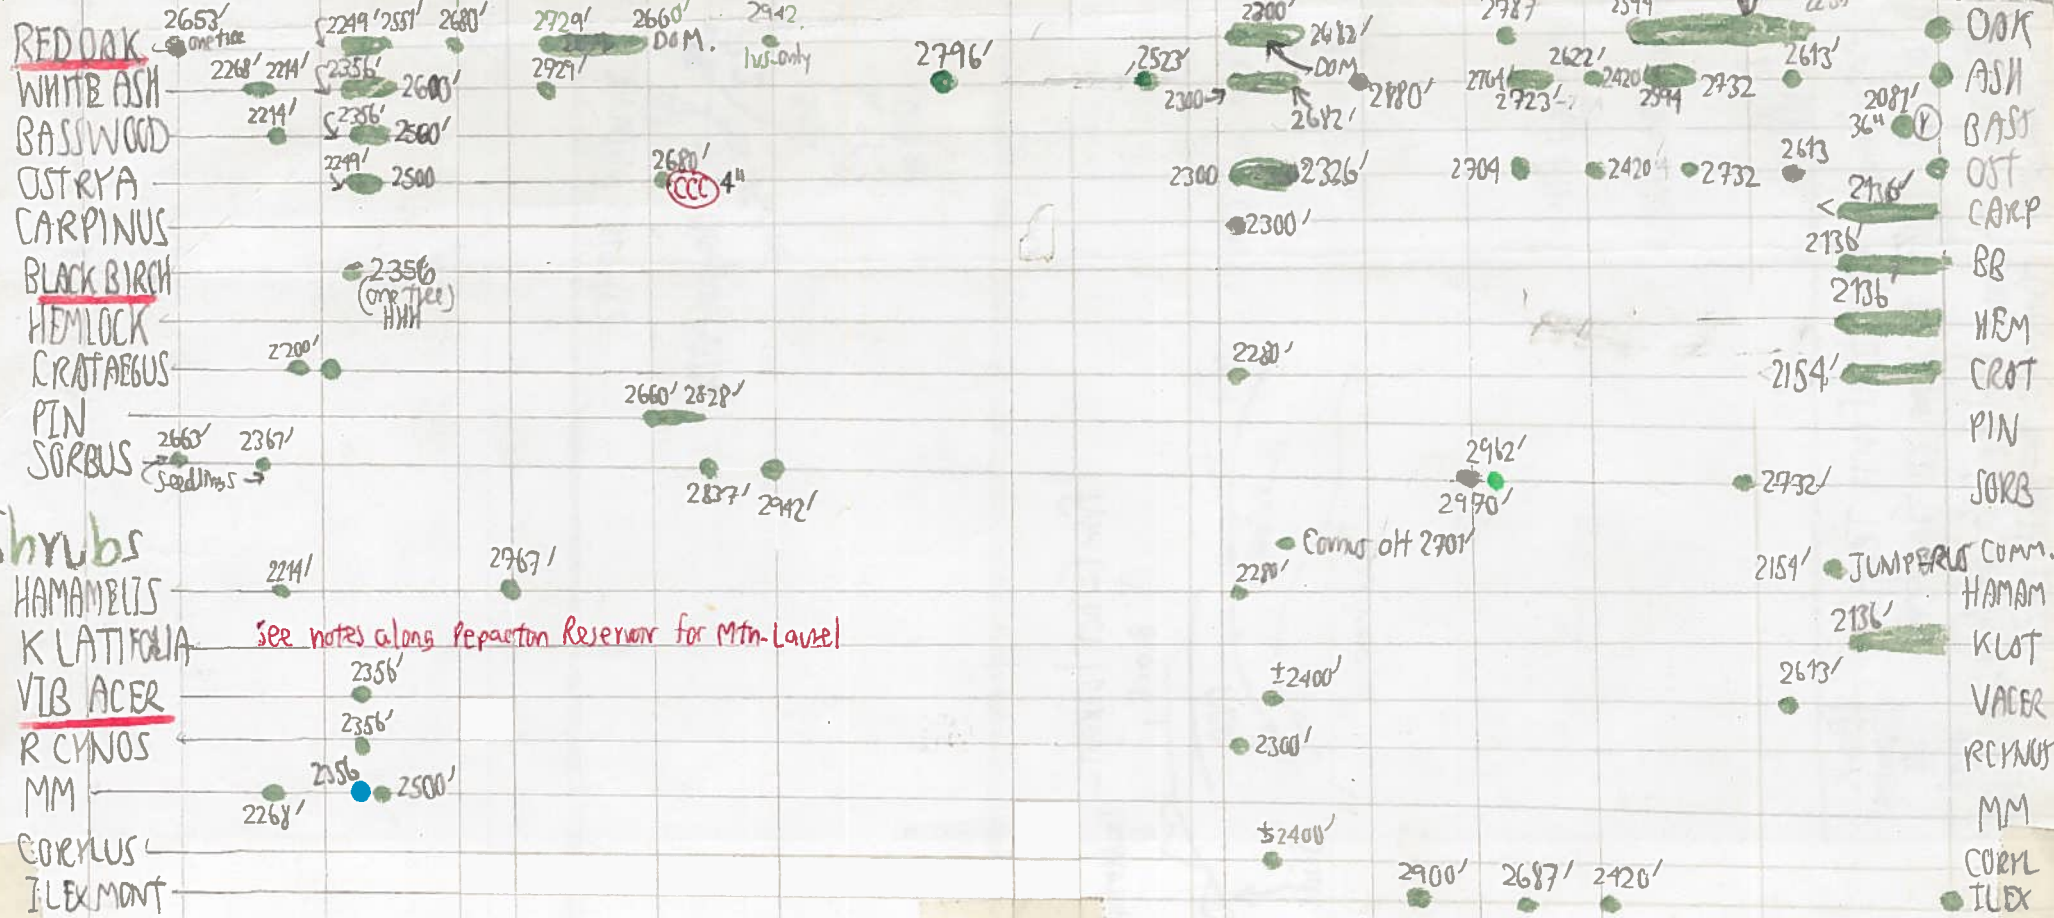 2653' 2249' 2551' 2680' 2729' 2660' 2942 2300' 2787
RED OAK one tree DOM. lvs. only 2482' OAK
DOM
2268' 2214' 2356' 2600' 2929' 2796' 2523' 2622' 2613'
WHITE ASH 2300 2682' 2704' 2723' 2420 2594 2732 ASH
2214' 2356' 2081'
BASSWOOD 2560' 36" BASS
2249' 2680' 2613
OSTRYA 2500 CCC 4" 2300 2326' 2704 2420 2732 OST
2136'
CARPINUS 2300' < CARP
2136'
BLACK BIRCH 2356 BB
(one tree)
HHH
2136'
HEMLOCK HEM
2200' 2280'
CRATAEGUS 2154' CRAT
2660' 2828'
PIN PIN
2663' 2367' 2962'
SORBUS 2732' SORB
(seedlings 2837' 2942' 2970'
Shrubs
Cornus alt 2701'
2214' 2767' 2280' 2154' JUNIPERUS COMM.
HAMAMELIS HAMAM
2136'
K LATIFOLIA see notes along Pepacton Reservoir for Mtn-Laurel KLAT
2356' ±2400' 2613'
VIB ACER VACER
2356'
R CYNOS 2300' RCYNOS
2356
MM 2500' MM
2268'
±2400'
CORYLUS CORYL
2900' 2687' 2420'
ILEX MONT ILEX